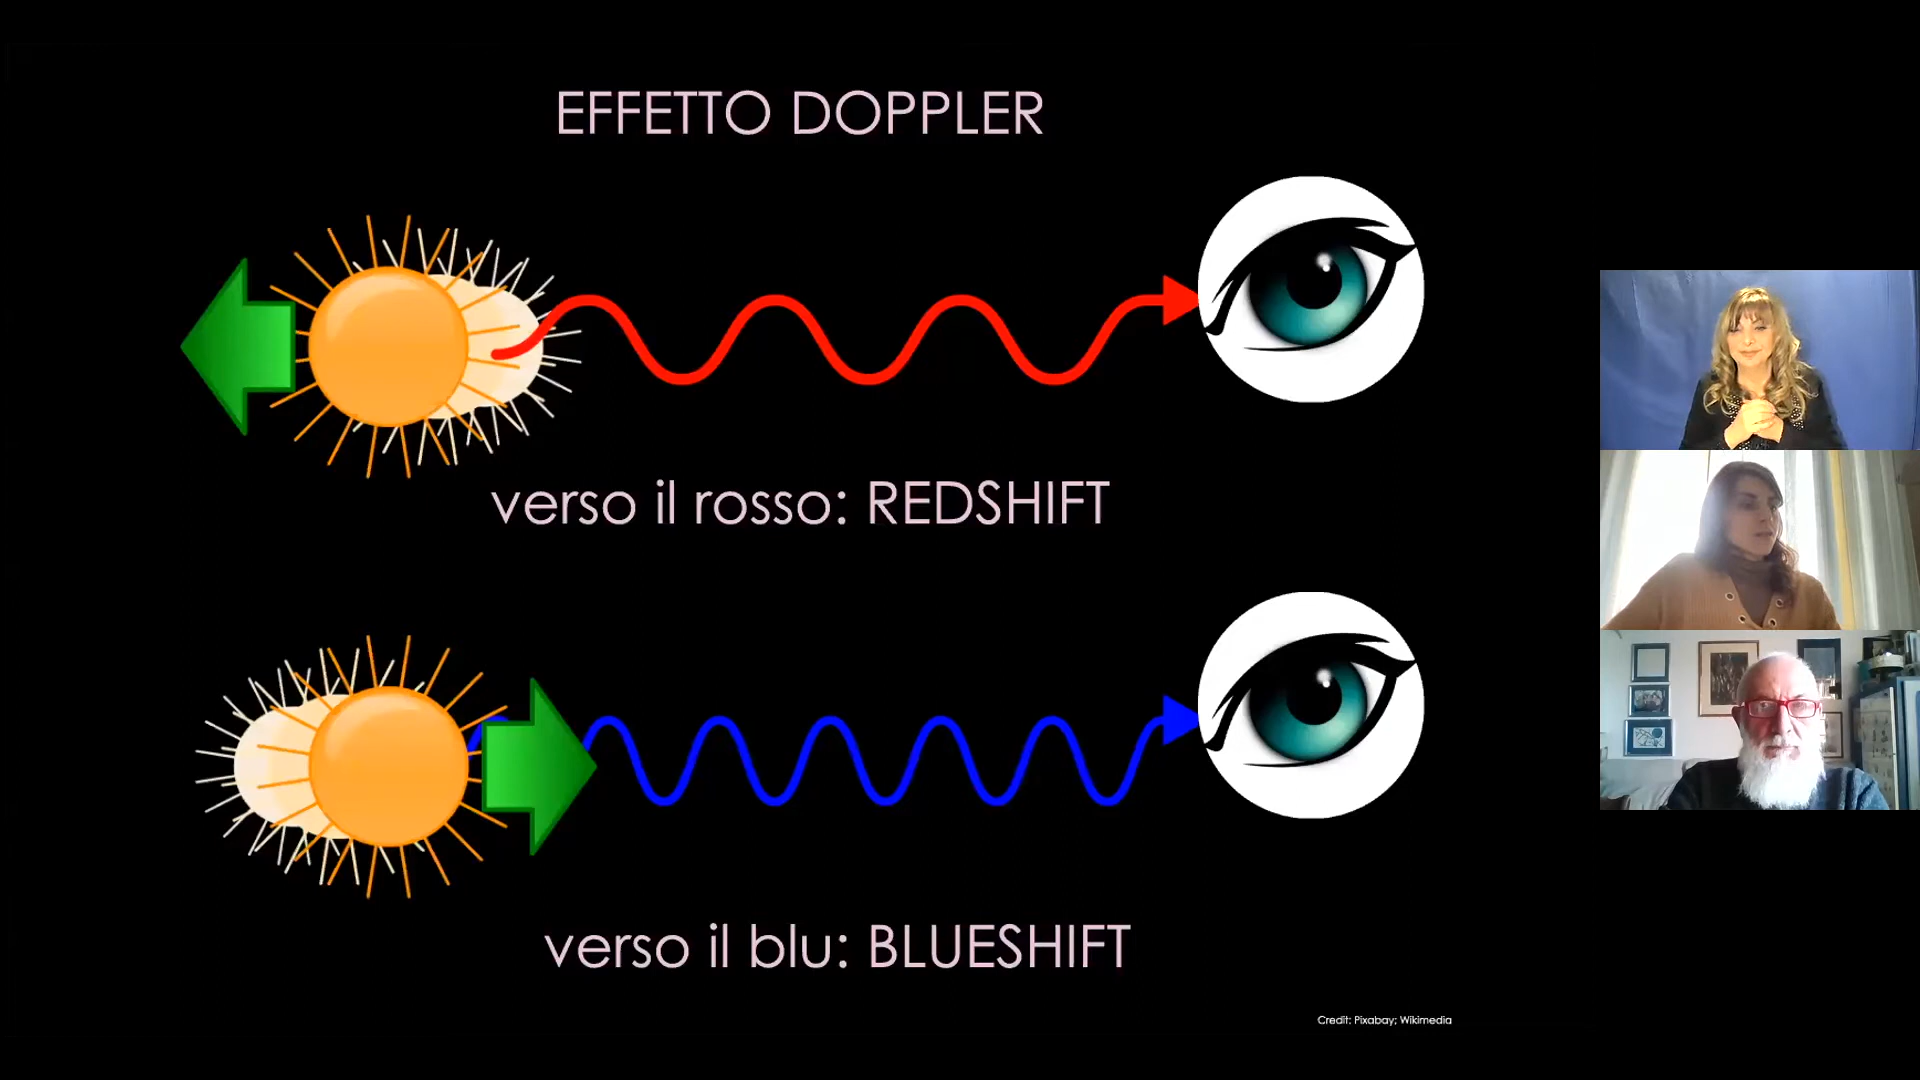 EFFETTO DOPPLER
verso il rosso: REDSHIFT
verso il blu: BLUESHIFT
Credit: Pixabay; Wikimedia